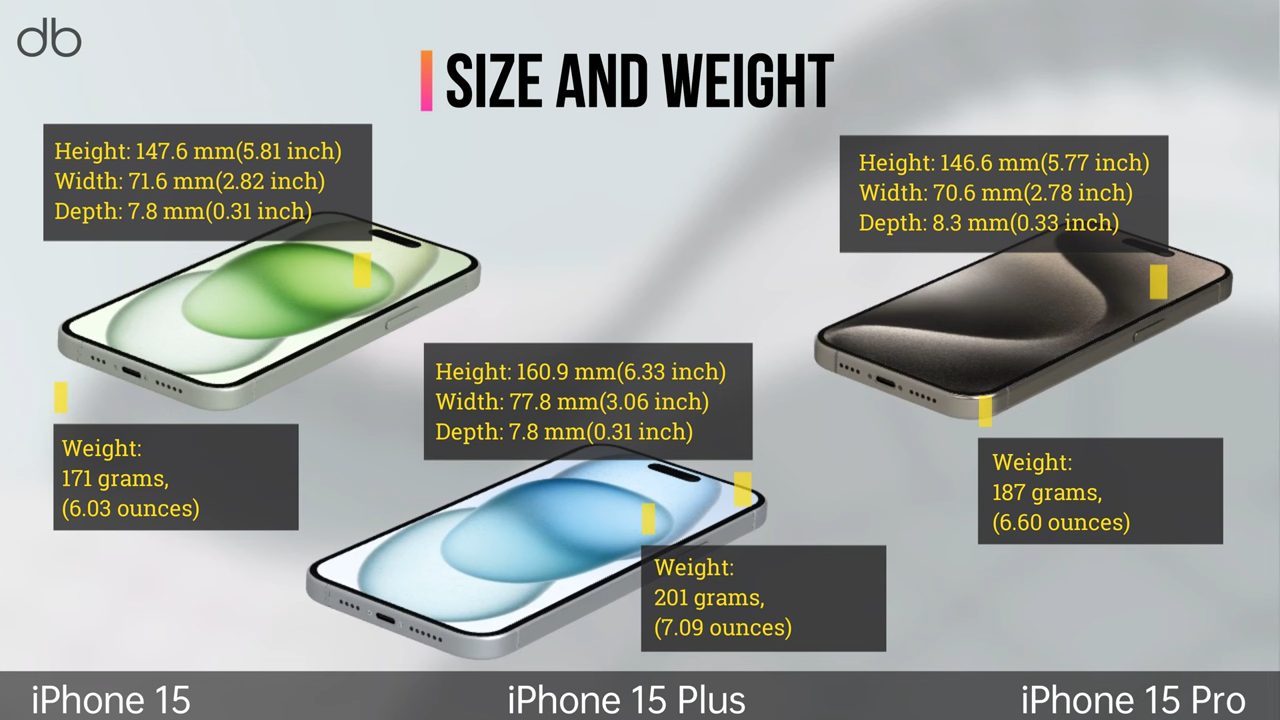 db
SIZE AND WEIGHT
Height: 147.6 mm(5.81 inch)
Width: 71.6 mm(2.82 inch)
Depth: 7.8 mm(0.31 inch)
Weight:
171 grams,
(6.03 ounces)
Height: 160.9 mm(6.33 inch)
Width: 77.8 mm(3.06 inch)
Depth: 7.8 mm(0.31 inch)
Weight:
201 grams,
(7.09 ounces)
Height: 146.6 mm(5.77 inch)
Width: 70.6 mm(2.78 inch)
Depth: 8.3 mm(0.33 inch)
Weight:
187 grams,
(6.60 ounces)
iPhone 15
iPhone 15 Plus
iPhone 15 Pro